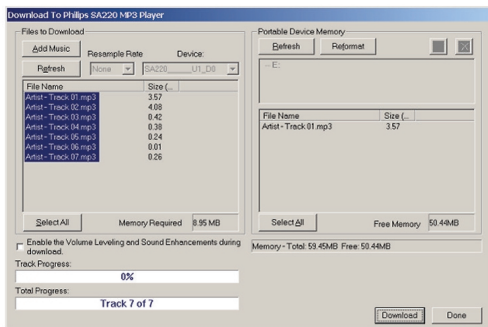 Download To Philips SA220 MP3 Player
Files to Download
Add Music
Resample Rate
Device:
Refresh
None
SA220____U1_D0
File Name
Size (...
Artist - Track 01.mp3
3.57
Artist - Track 02.mp3
4.08
Artist - Track 03.mp3
0.42
Artist - Track 04.mp3
0.38
Artist - Track 05.mp3
0.24
Artist - Track 06.mp3
0.01
Artist - Track 07.mp3
0.26
Select All
Memory Required
8.95 MB
Enable the Volume Leveling and Sound Enhancements during
download.
Track Progress:
0%
Total Progress:
Track 7 of 7
Portable Device Memory
Refresh
Reformat
E:
File Name
Size (...
Artist - Track 01.mp3
3.57
Select All
Free Memory
50.44MB
Memory - Total: 59.45MB Free: 50.44MB
Download
Done